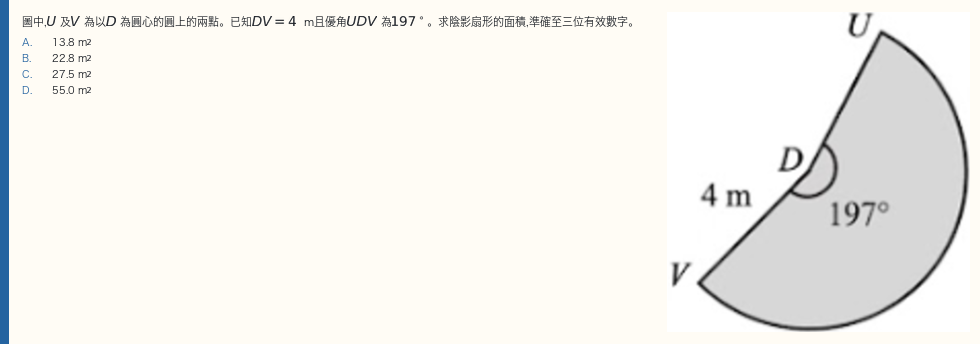 圖中,U 及V 為以D 為圓心的圓上的兩點。已知DV = 4 m且優角UDV 為197 °。求陰影扇形的面積,準確至三位有效數字。
A. 13.8 m2
B. 22.8 m2
C. 27.5 m2
D. 55.0 m2
U
D
4 m
197°
V